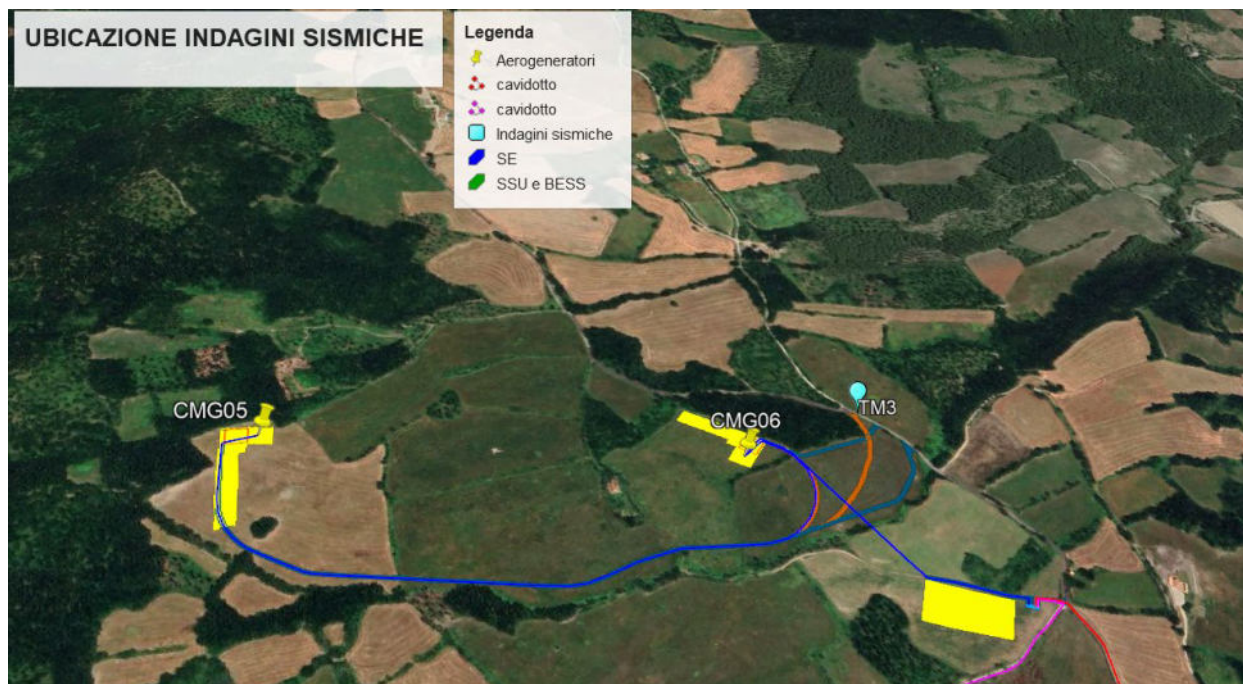 UBICAZIONE INDAGINI SISMICHE
Legenda
Aerogeneratori
cavidotto
cavidotto
Indagini sismiche
SE
SSU e BESS
CMG05
CMG06
TM3